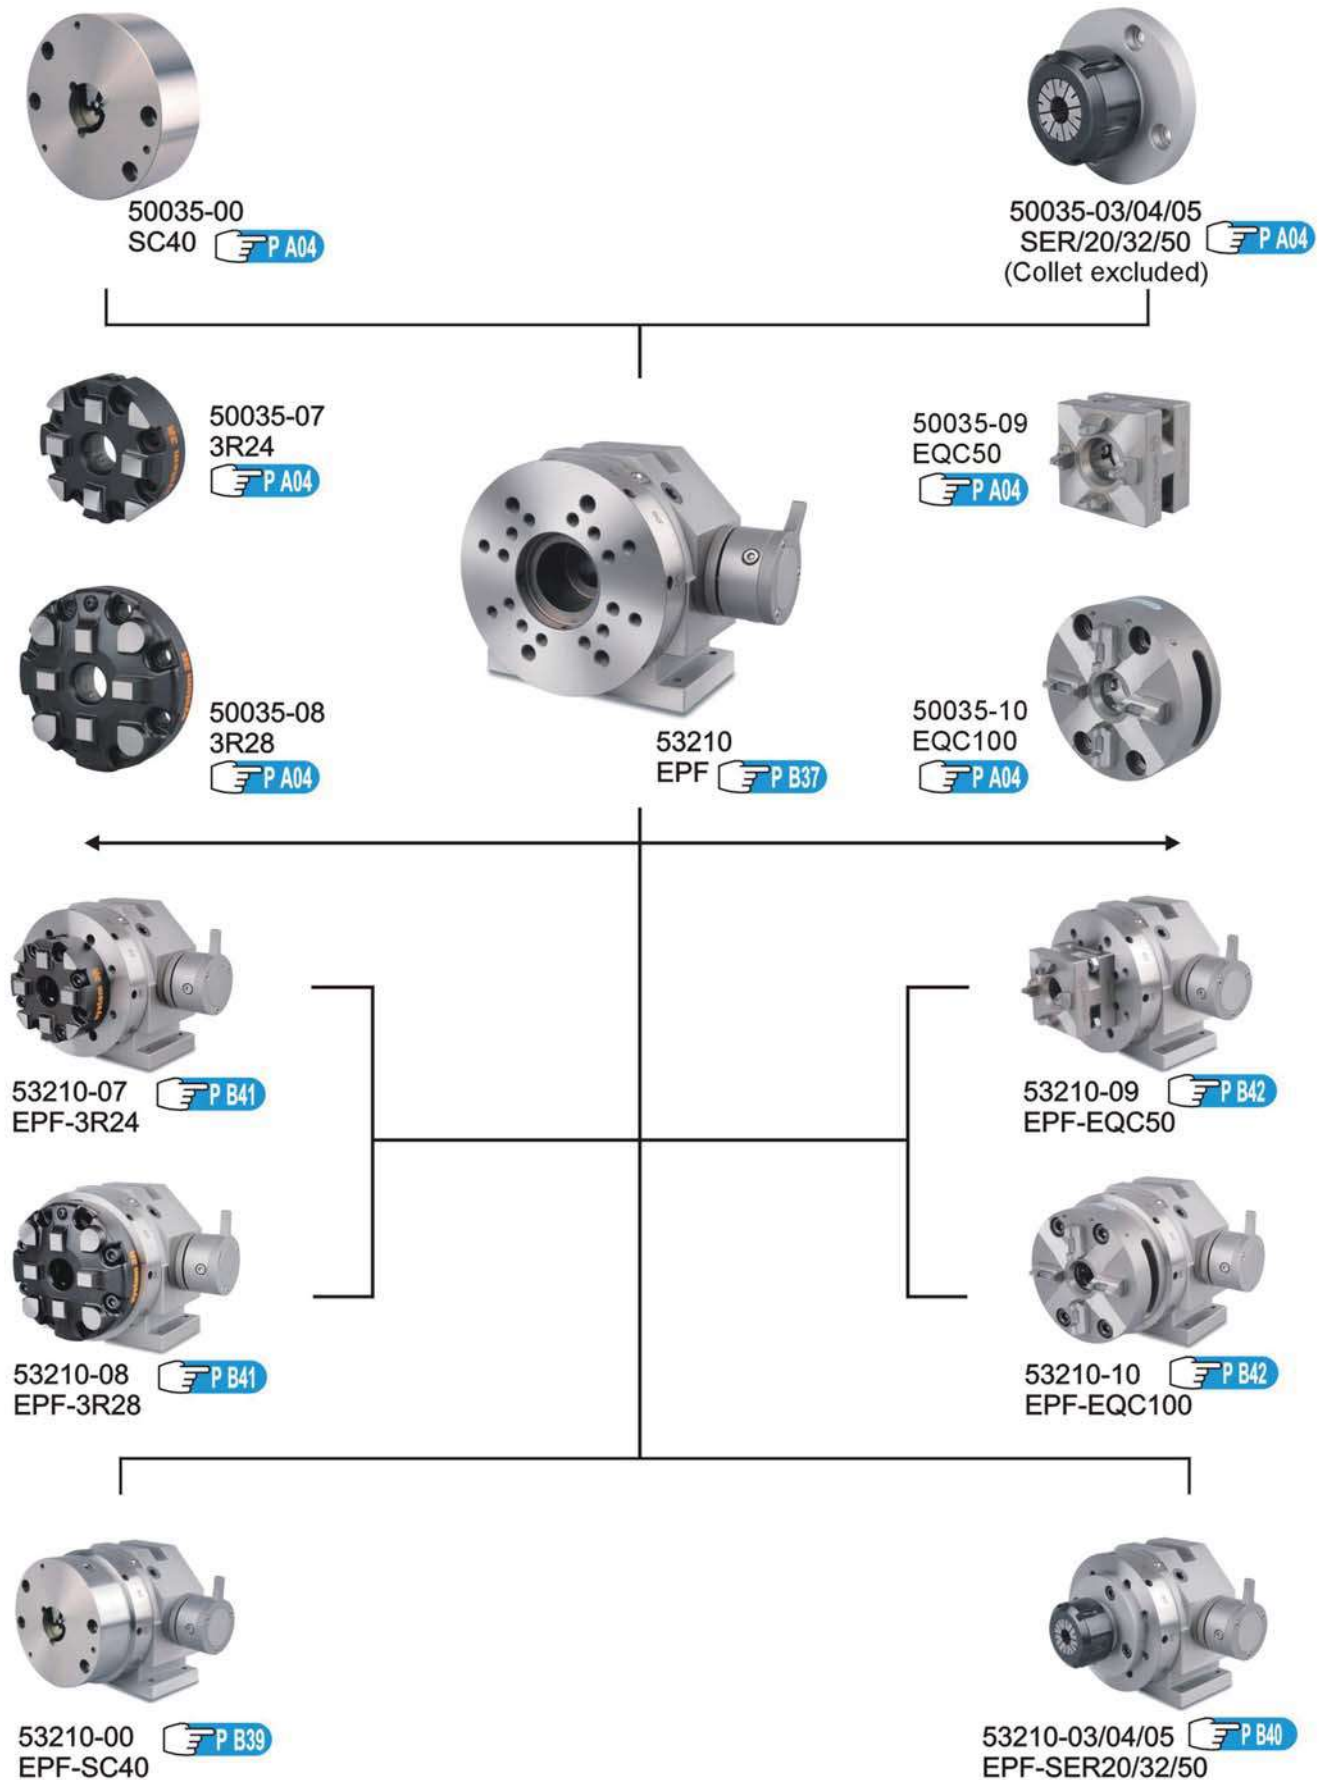 50035-00
SC40 P A04
50035-03/04/05
SER/20/32/50 P A04
(Collet excluded)
50035-07
3R24
P A04
50035-09
EQC50
P A04
50035-08
3R28
P A04
53210
EPF P B37
50035-10
EQC100
P A04
53210-07 P B41
EPF-3R24
53210-09 P B42
EPF-EQC50
53210-08 P B41
EPF-3R28
53210-10 P B42
EPF-EQC100
53210-00 P B39
EPF-SC40
53210-03/04/05 P B40
EPF-SER20/32/50